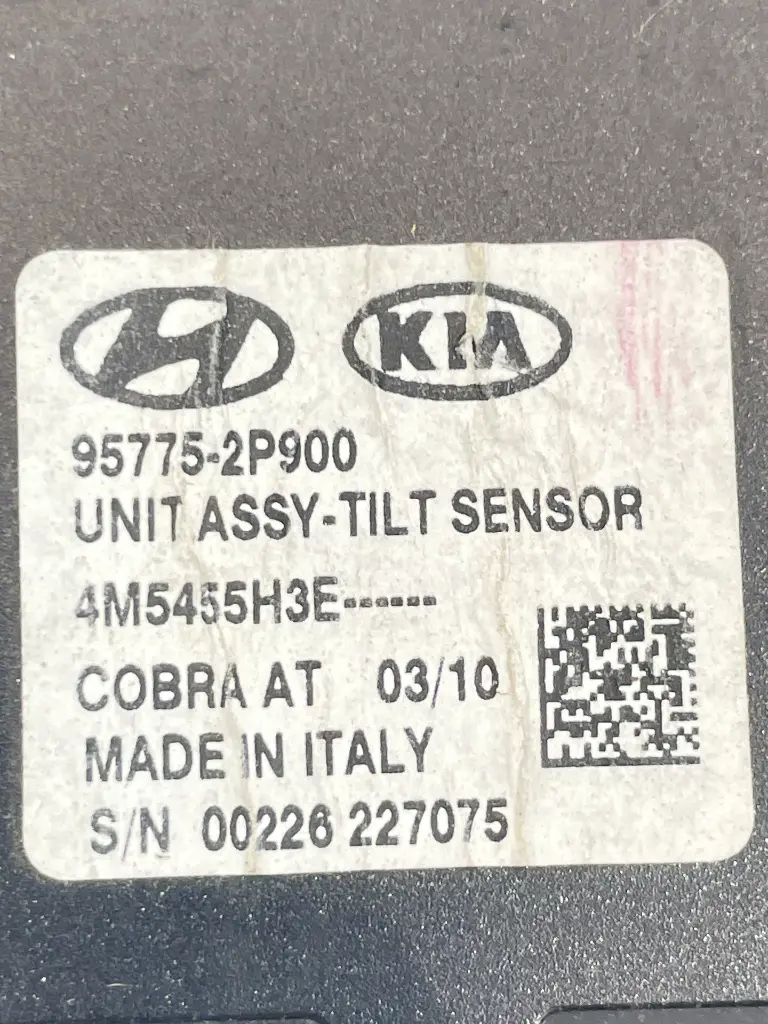 KIA
95775-2P900
UNIT ASSY-TILT SENSOR
4M5455H3E------
COBRA AT 03/10
MADE IN ITALY
S/N 00226 227075